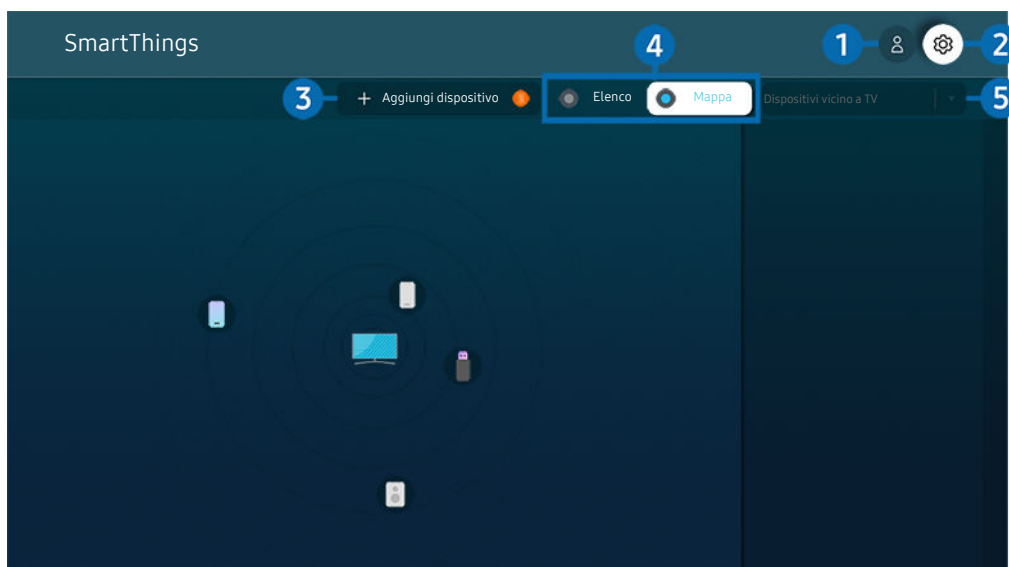 SmartThings
4
1
2
3
+ Aggiungi dispositivo
Elenco
Mappa
Dispositivi vicino a TV
5